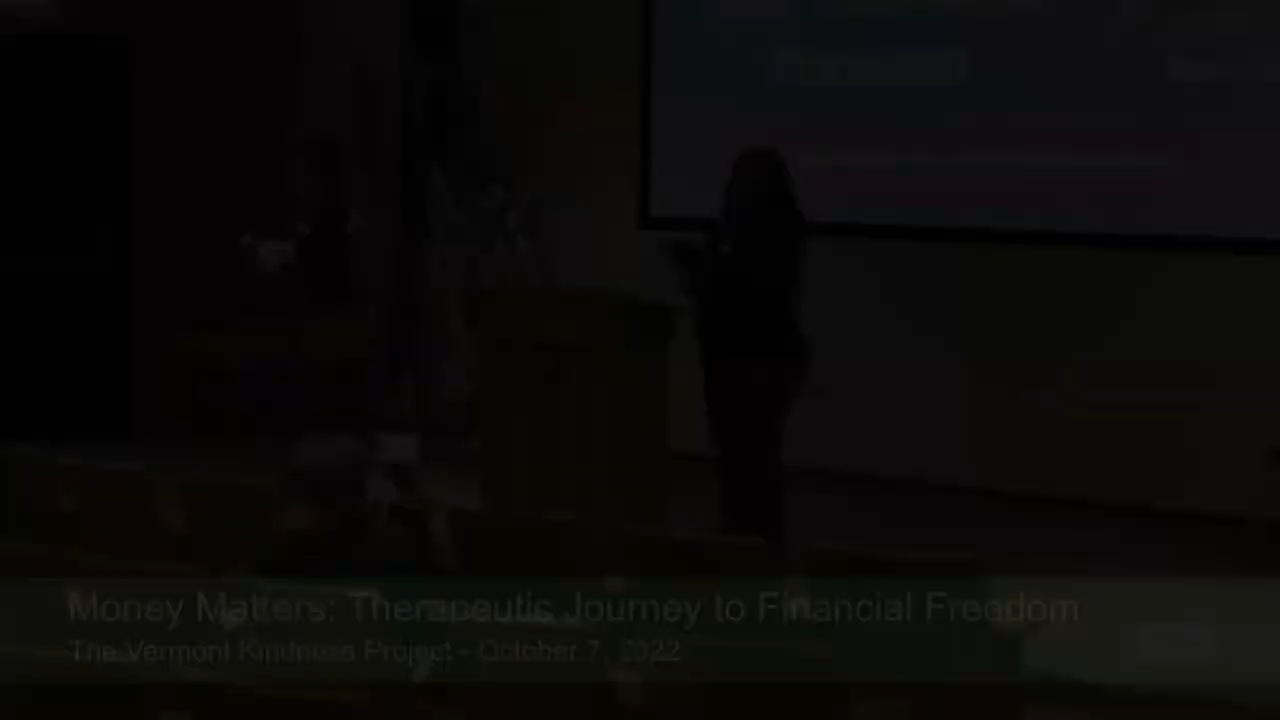 Money Matters: Therapeutic Journey to Financial Freedom
The Vermont Kindness Project - October 7, 2022